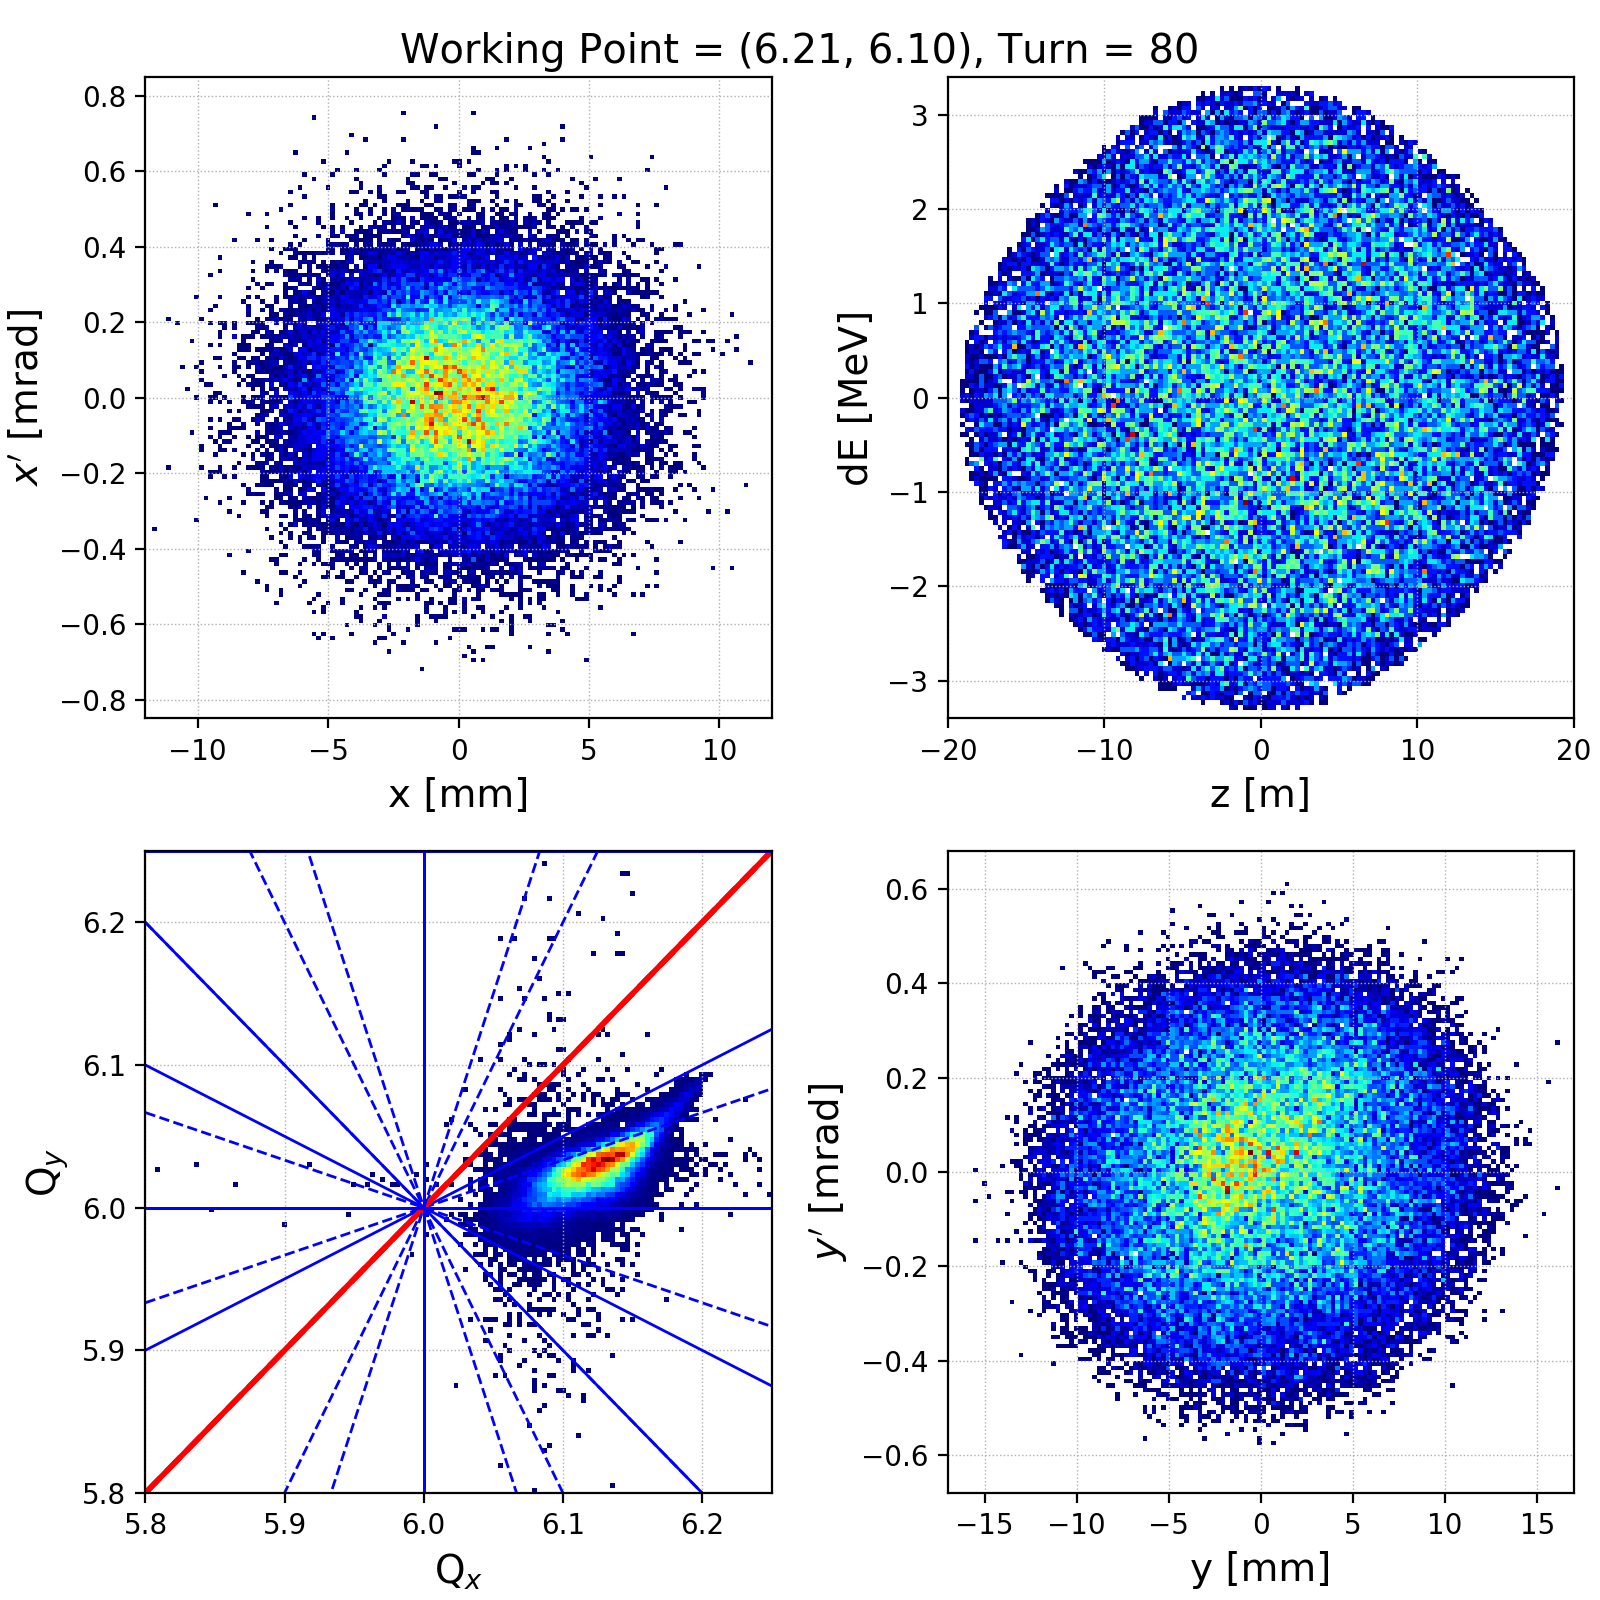 Working Point = (6.21, 6.10), Turn = 80
0.8
0.6
0.4
0.2
0.0
−0.2
−0.4
−0.6
−0.8
x′ [mrad]
−10 −5 0 5 10
x [mm]
3
2
1
0
−1
−2
−3
dE [MeV]
−20 −10 0 10 20
z [m]
6.2
6.1
6.0
5.9
5.8
Qy
5.8 5.9 6.0 6.1 6.2
Qx
0.6
0.4
0.2
0.0
−0.2
−0.4
−0.6
y′ [mrad]
−15 −10 −5 0 5 10 15
y [mm]